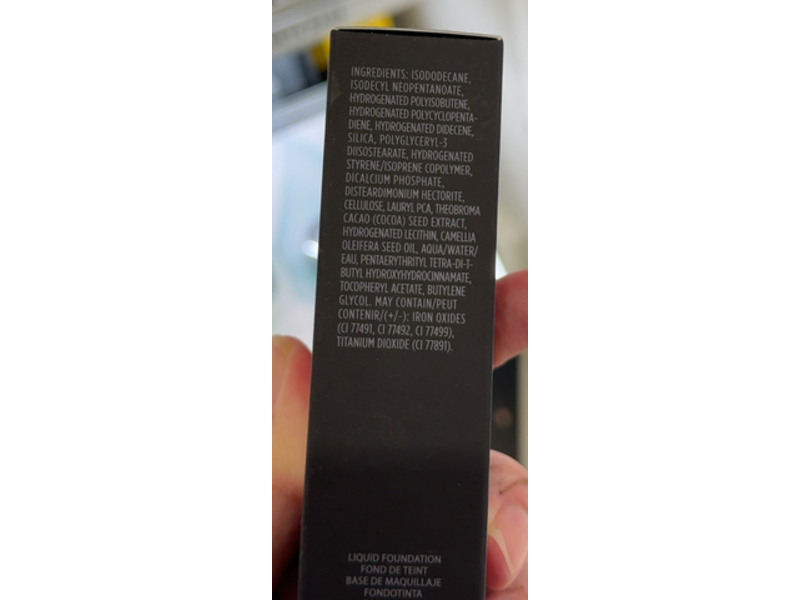 INGREDIENTS: ISODODECANE,
ISODECYL NEOPENTANOATE,
HYDROGENATED POLYISOBUTENE,
HYDROGENATED POLYCYCLOPENTA-
DIENE, HYDROGENATED DIDECENE,
SILICA, POLYGLYCERYL-3
DIISOSTEARATE, HYDROGENATED
STYRENE/ISOPRENE COPOLYMER,
DICALCIUM PHOSPHATE,
DISTEARDIMONIUM HECTORITE,
CELLULOSE, LAURYL PCA, THEOBROMA
CACAO (COCOA) SEED EXTRACT,
HYDROGENATED LECITHIN, CAMELLIA
OLEIFERA SEED OIL, AQUA/WATER/
EAU, PENTAERYTHRITYL TETRA-DI-T-
BUTYL HYDROXYHYDROCINNAMATE,
TOCOPHERYL ACETATE, BUTYLENE
GLYCOL. MAY CONTAIN/PEUT
CONTENIR/(+/-): IRON OXIDES
(CI 77491, CI 77492, CI 77499),
TITANIUM DIOXIDE (CI 77891).
LIQUID FOUNDATION
FOND DE TEINT
BASE DE MAQUILLAJE
FONDOTINTA